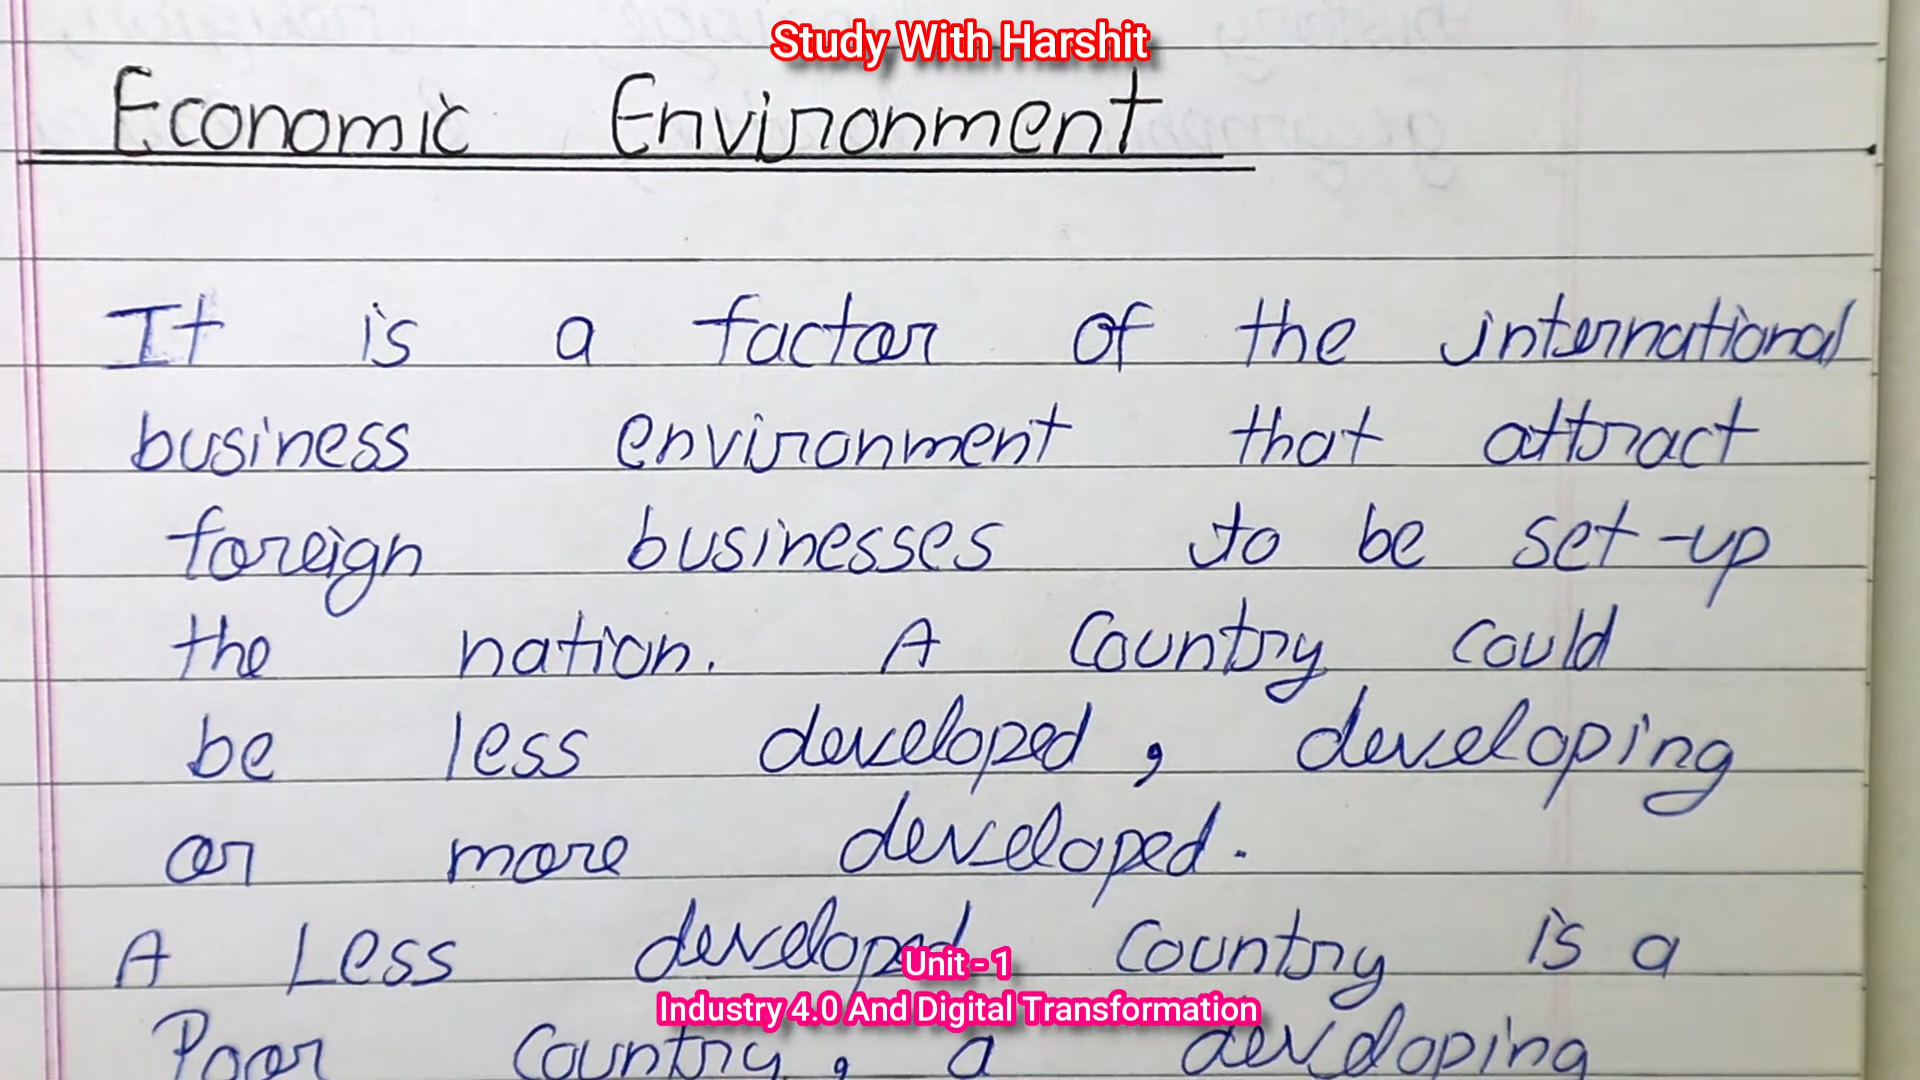 Study With Harshit
Economic Environment
It is a factor of the international
business environment that attract
foreign businesses to be set-up
the nation. A Country could
be less developed, developing
or more developed.
A Less developed Country is a
Unit - 1
Industry 4.0 And Digital Transformation
Poor Country, a developing